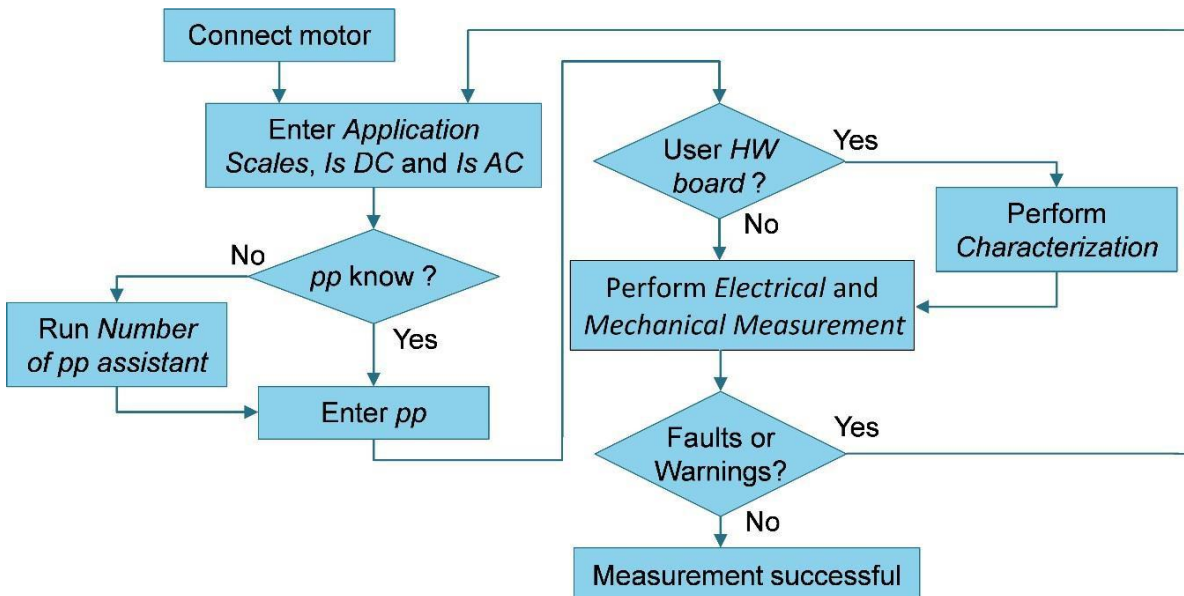 Connect motor
Enter Application
Scales, Is DC and Is AC
pp know ?
No
Yes
Run Number
of pp assistant
Enter pp
User HW
board ?
Yes
No
Perform
Characterization
Perform Electrical and
Mechanical Measurement
Faults or
Warnings?
Yes
No
Measurement successful